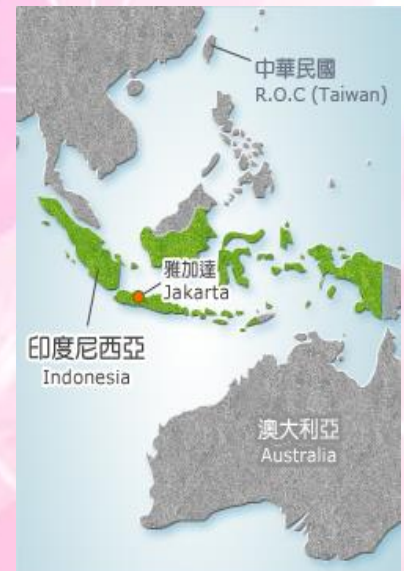 中華民國
R.O.C (Taiwan)
雅加達
Jakarta
印度尼西亞
Indonesia
澳大利亞
Australia